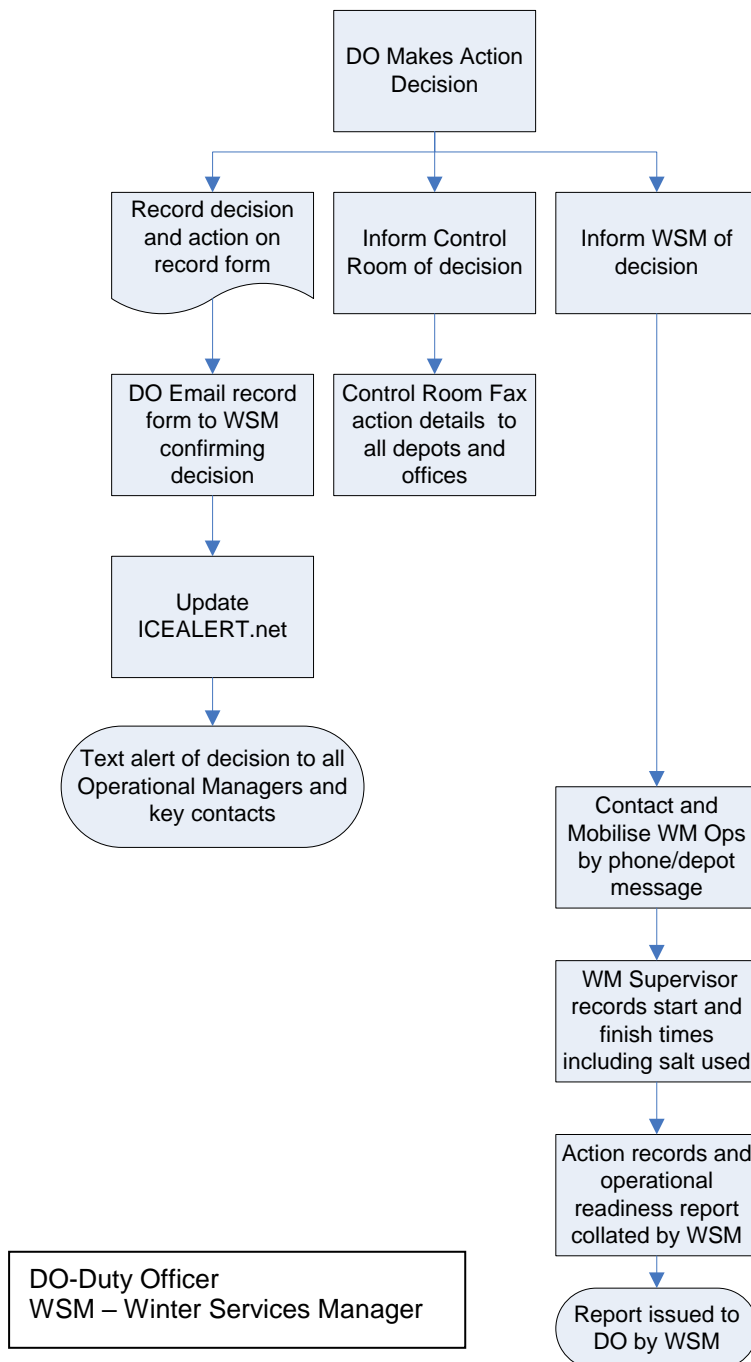 DO Makes Action
Decision
Record decision
and action on
record form
Inform Control
Room of decision
Inform WSM of
decision
DO Email record
form to WSM
confirming
decision
Control Room Fax
action details to
all depots and
offices
Update
ICEALERT.net
Text alert of decision to all
Operational Managers and
key contacts
Contact and
Mobilise WM Ops
by phone/depot
message
WM Supervisor
records start and
finish times
including salt used
Action records and
operational
readiness report
collated by WSM
Report issued to
DO by WSM
DO-Duty Officer
WSM – Winter Services Manager